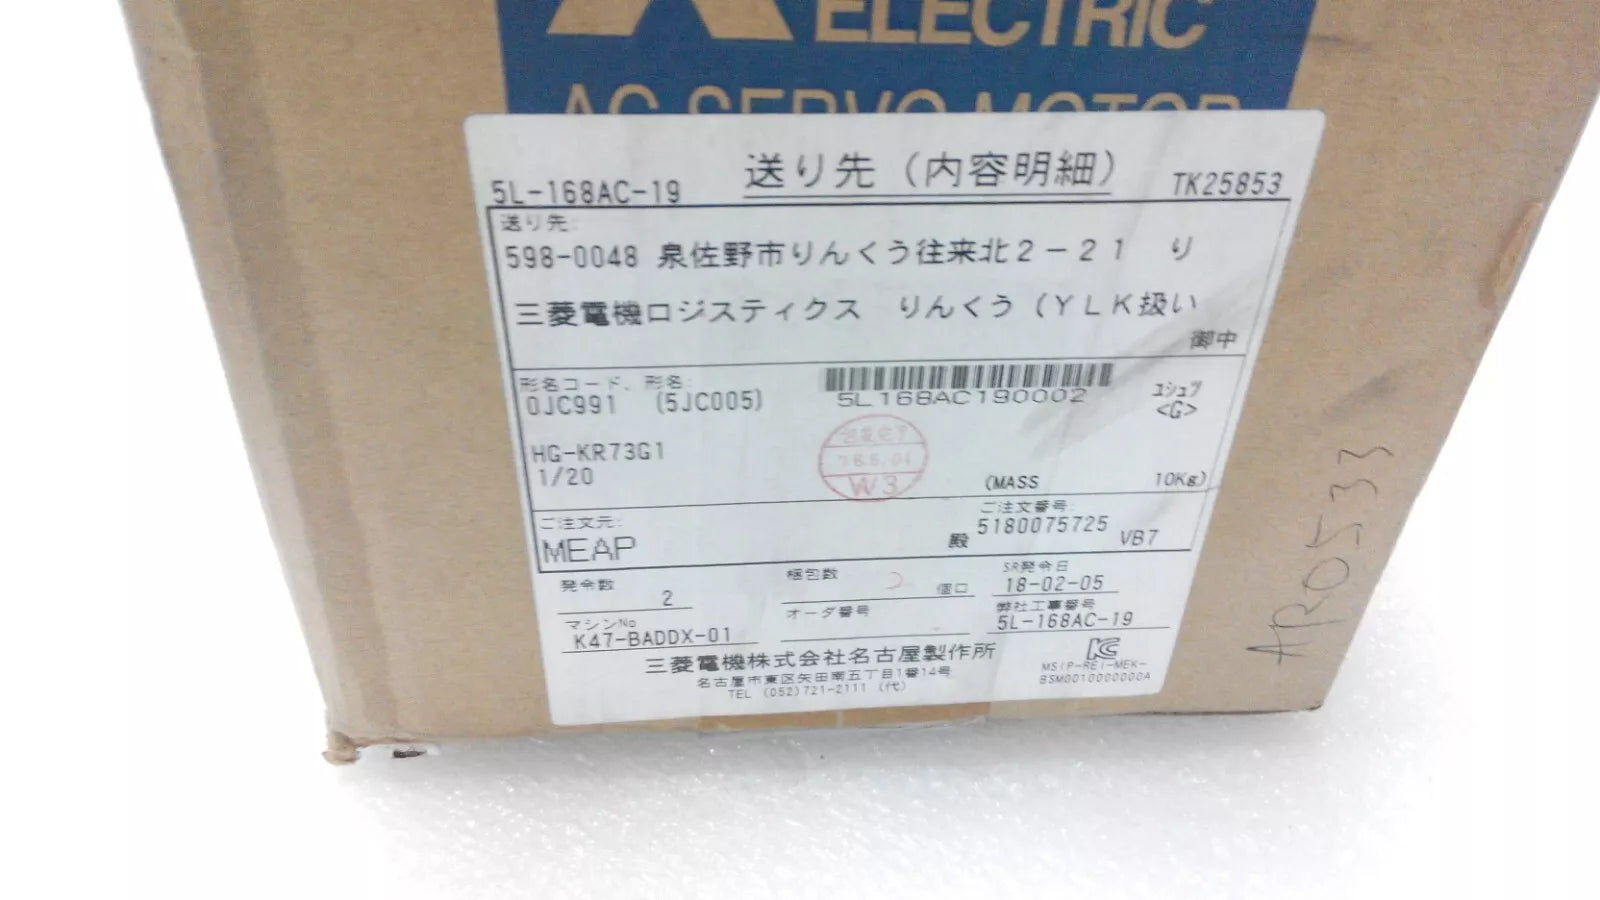 ELECTRIC
AC SERVO MOTOR
5L-168AC-19 送り先（内容明細） TK25853
送り先:
598-0048 泉佐野市りんくう往来北２－２１ り
三菱電機ロジスティクス りんくう（ＹＬＫ扱い
御中
形名コード、形名:
0JC991 (5JC005) 5L168AC190002 ユシュツ
<G>
HG-KR73G1
1/20
W3
(MASS 10Kg)
ご注文元: ご注文番号:
MEAP 殿 5180075725 VB7
発令数 2 梱包数 個口 SR発令日 18-02-05
マシンNo K47-BADDX-01 オーダ番号 弊社工事番号 5L-168AC-19
三菱電機株式会社名古屋製作所
名古屋市東区矢田南五丁目1番14号
TEL (052)721-2111 (代)
MSIP-REI-MEK-
BSM0010000000A
AR0533